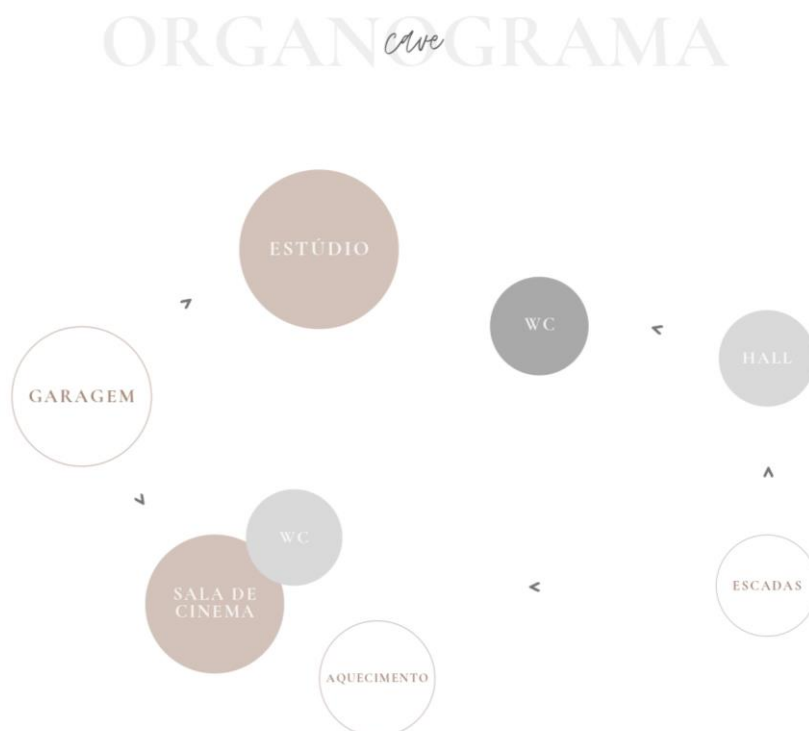 ORGANOGRAMA
cave
ESTÚDIO
WC
HALL
GARAGEM
WC
SALA DE
CINEMA
ESCADAS
AQUECIMENTO